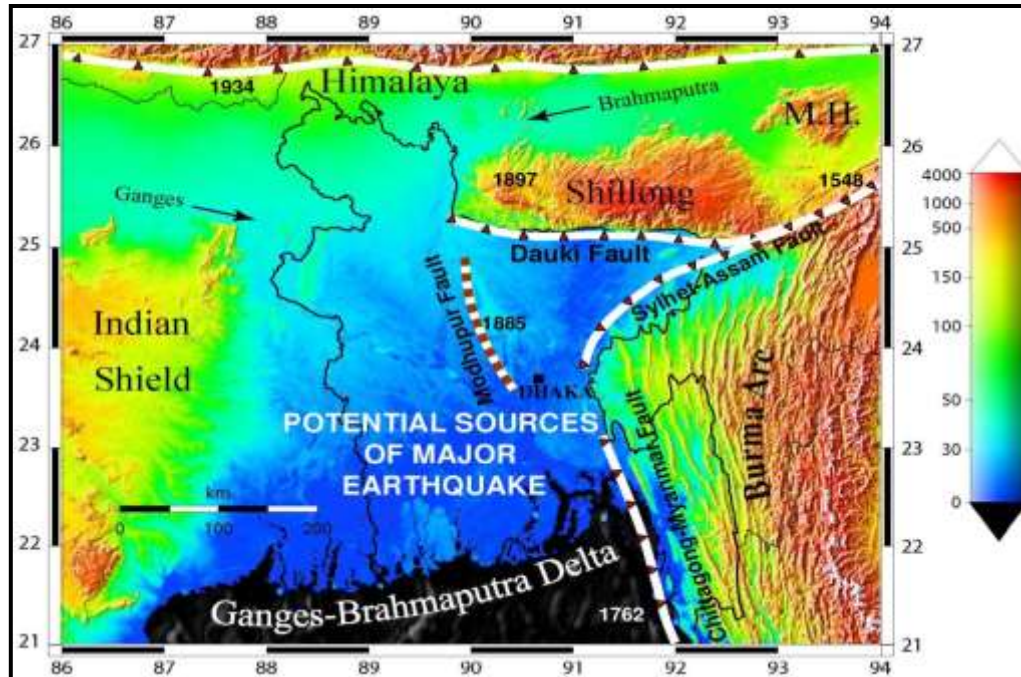 86 87 88 89 90 91 92 93 94
27 27
1934
Himalaya
Brahmaputra
M.H.
26 26
1897
Shillong
1548
Ganges
25 25
Dauki Fault
Sylhet-Assam Fault
Modhupur Fault
1885
Indian
Shield
24 24
DHAKA
POTENTIAL SOURCES
OF MAJOR
EARTHQUAKE
23 23
Chittagong-Myanmar Fault
Burma Arc
km
0 100 200
22 22
Ganges-Brahmaputra Delta
1762
21 21
86 87 88 89 90 91 92 93 94
4000
1000
500
150
100
50
30
0